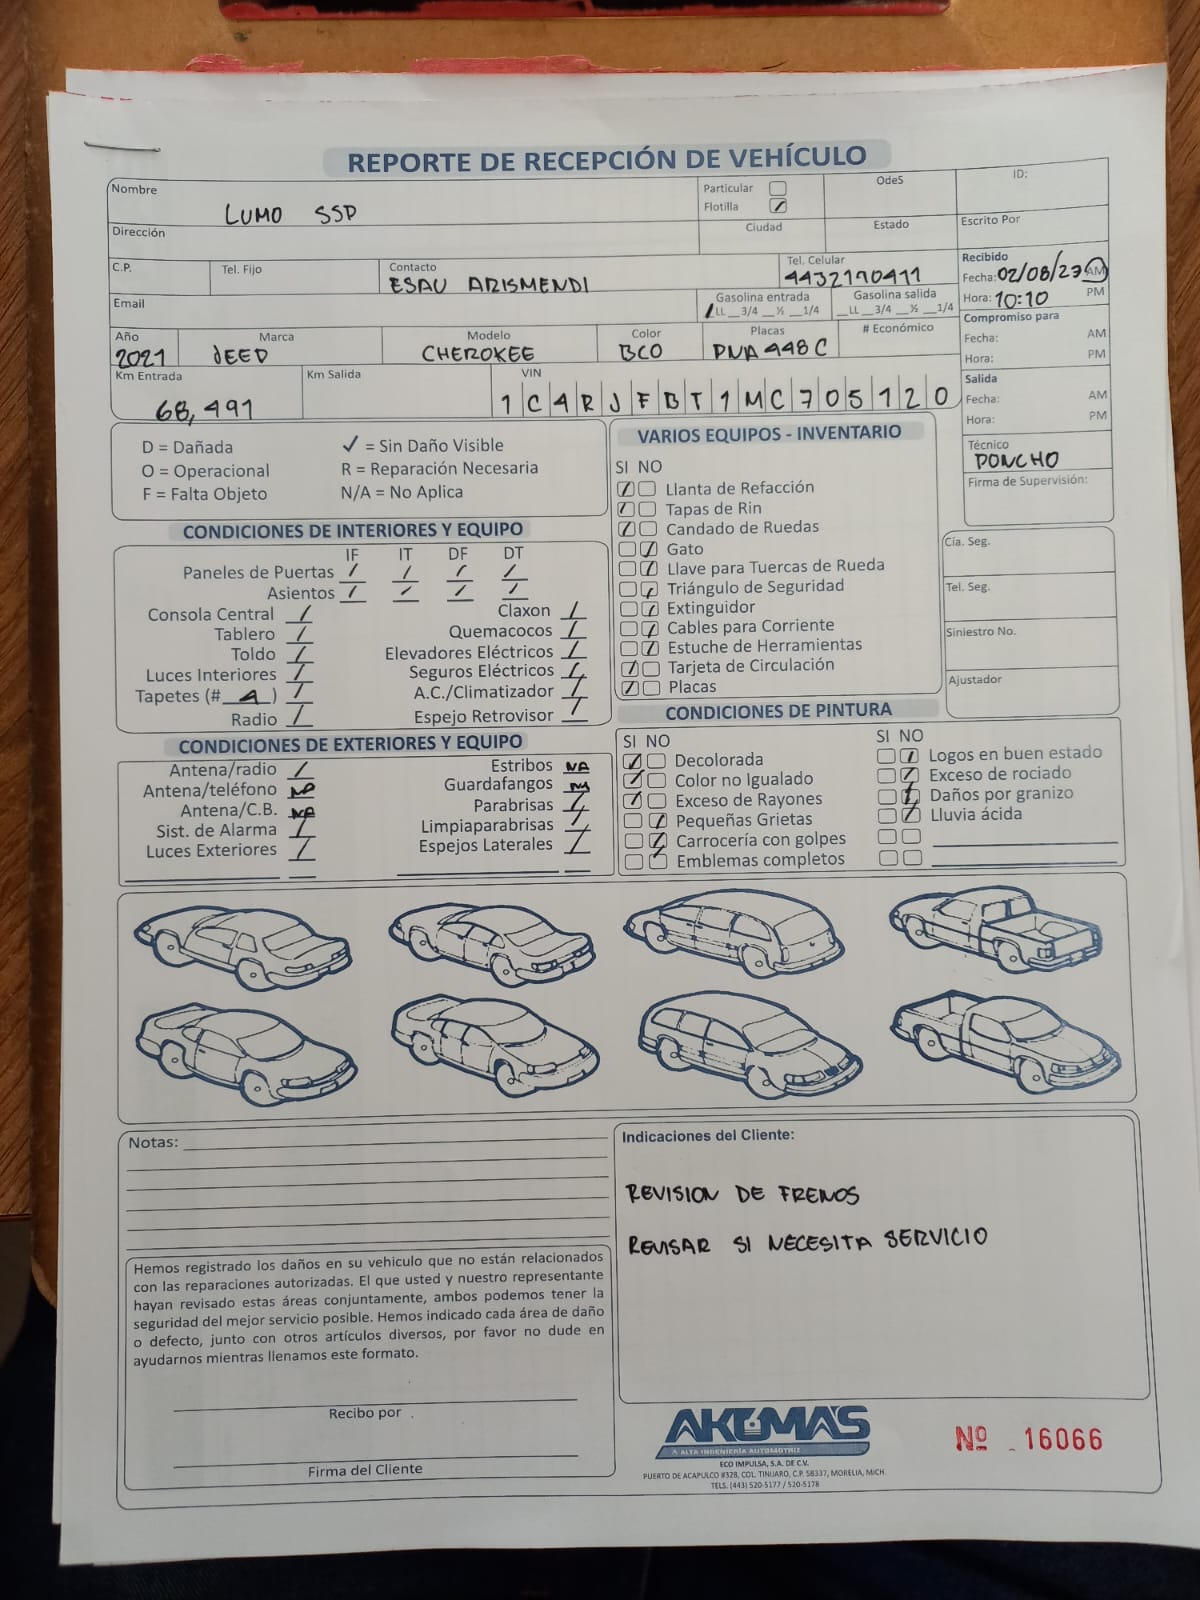 REPORTE DE RECEPCIÓN DE VEHÍCULO
Nombre
LUMO SSP
Particular
Flotilla
OdeS
ID:
Dirección
Ciudad
Estado
Escrito Por
C.P.
Tel. Fijo
Contacto
ESAU ARISMENDI
Tel. Celular
4432170411
Recibido
Fecha: 02/08/23 AM
Hora: 10:10 PM
Email
Gasolina entrada
LL __ 3/4 __ ½ __ 1/4
Gasolina salida
__ LL __ 3/4 __ ½ __ 1/4
Compromiso para
Fecha: AM
Hora: PM
Año
2021
Marca
JEEP
Modelo
CHEROKEE
Color
BCO
Placas
PNA 448 C
# Económico
Km Entrada
68,491
Km Salida
VIN
1C4RJFBT1MC705120
Salida
Fecha: AM
Hora: PM
Técnico
PONCHO
Firma de Supervisión:
D = Dañada
✓ = Sin Daño Visible
O = Operacional
R = Reparación Necesaria
F = Falta Objeto
N/A = No Aplica
CONDICIONES DE INTERIORES Y EQUIPO
IF IT DF DT
Paneles de Puertas / / / /
Asientos / / / /
Consola Central /
Claxon /
Tablero /
Quemacocos /
Toldo /
Elevadores Eléctricos /
Luces Interiores /
Seguros Eléctricos /
Tapetes (# 4 ) /
A.C./Climatizador /
Radio /
Espejo Retrovisor /
VARIOS EQUIPOS - INVENTARIO
SI NO
Llanta de Refacción
Tapas de Rin
Candado de Ruedas
Gato
Llave para Tuercas de Rueda
Triángulo de Seguridad
Extinguidor
Cables para Corriente
Estuche de Herramientas
Tarjeta de Circulación
Placas
Cía. Seg.
Tel. Seg.
Siniestro No.
Ajustador
CONDICIONES DE EXTERIORES Y EQUIPO
Antena/radio /
Estribos NA
Antena/teléfono NA
Guardafangos NA
Antena/C.B. NA
Parabrisas /
Sist. de Alarma /
Limpiaparabrisas /
Luces Exteriores /
Espejos Laterales /
CONDICIONES DE PINTURA
SI NO
Decolorada
Color no Igualado
Exceso de Rayones
Pequeñas Grietas
Carrocería con golpes
Emblemas completos
SI NO
Logos en buen estado
Exceso de rociado
Daños por granizo
Lluvia ácida
Notas:
Indicaciones del Cliente:
REVISION DE FRENOS
REVISAR SI NECESITA SERVICIO
Hemos registrado los daños en su vehiculo que no están relacionados
con las reparaciones autorizadas. El que usted y nuestro representante
hayan revisado estas áreas conjuntamente, ambos podemos tener la
seguridad del mejor servicio posible. Hemos indicado cada área de daño
o defecto, junto con otros artículos diversos, por favor no dude en
ayudarnos mientras llenamos este formato.
Recibo por
Firma del Cliente
AKUMA'S
ALTA INGENIERÍA AUTOMOTRIZ
ECO IMPULSA, S.A. DE C.V.
PUERTO DE ACAPULCO #328, COL. TINIJARO, C.P. 58337, MORELIA, MICH.
TELS. (443) 520-5177 / 520-5178
Nº 16066